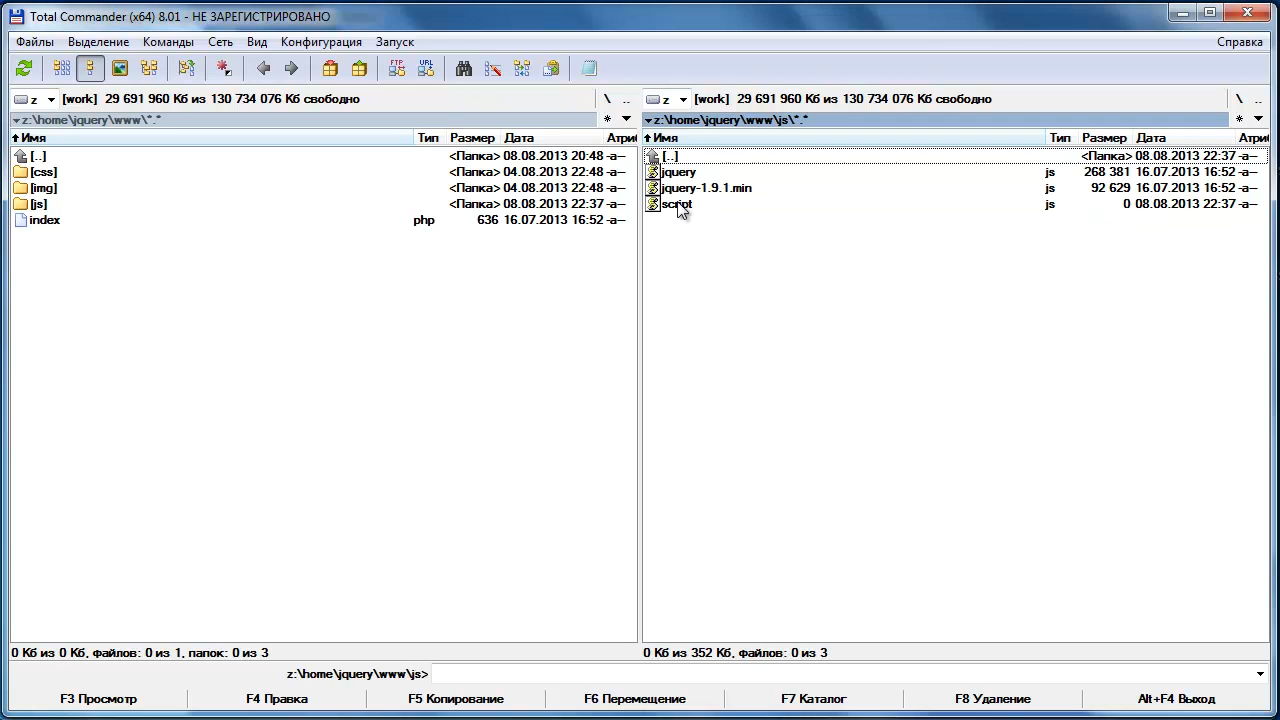 Total Commander (x64) 8.01 - НЕ ЗАРЕГИСТРИРОВАНО
Файлы Выделение Команды Сеть Вид Конфигурация Запуск Справка
FTP URL
z [work] 29 691 960 Кб из 130 734 076 Кб свободно \ ..
z:\home\jquery\www\*.* * 
Имя Тип Размер Дата Атриб
[..] <Папка> 08.08.2013 20:48 -a--
[css] <Папка> 04.08.2013 22:48 -a--
[img] <Папка> 04.08.2013 22:48 -a--
[js] <Папка> 08.08.2013 22:37 -a--
index php 636 16.07.2013 16:52 -a--
0 Кб из 0 Кб, файлов: 0 из 1, папок: 0 из 3
z [work] 29 691 960 Кб из 130 734 076 Кб свободно \ ..
z:\home\jquery\www\js\*.* *
Имя Тип Размер Дата Атриб
[..] <Папка> 08.08.2013 22:37 -a--
jquery js 268 381 16.07.2013 16:52 -a--
jquery-1.9.1.min js 92 629 16.07.2013 16:52 -a--
script js 0 08.08.2013 22:37 -a--
0 Кб из 352 Кб, файлов: 0 из 3
z:\home\jquery\www\js>
F3 Просмотр F4 Правка F5 Копирование F6 Перемещение F7 Каталог F8 Удаление Alt+F4 Выход